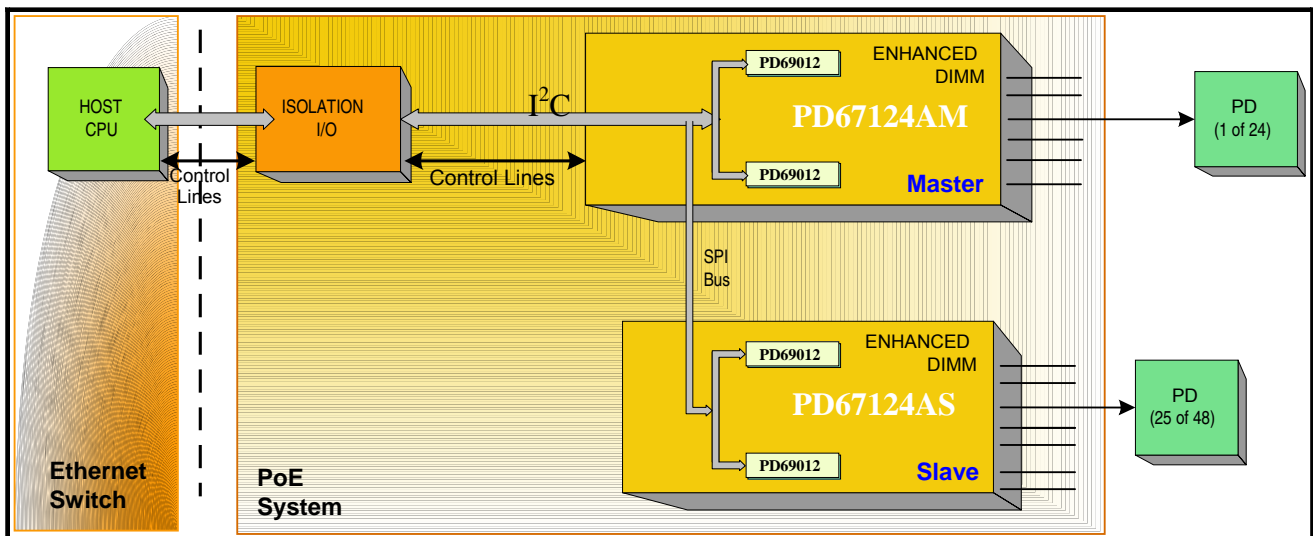 HOST
CPU
Control
Lines
ISOLATION
I/O
I²C
Control Lines
PD69012
ENHANCED
DIMM
PD67124AM
PD69012
Master
PD
(1 of 24)
SPI
Bus
PD69012
ENHANCED
DIMM
PD67124AS
PD69012
Slave
PD
(25 of 48)
Ethernet
Switch
PoE
System